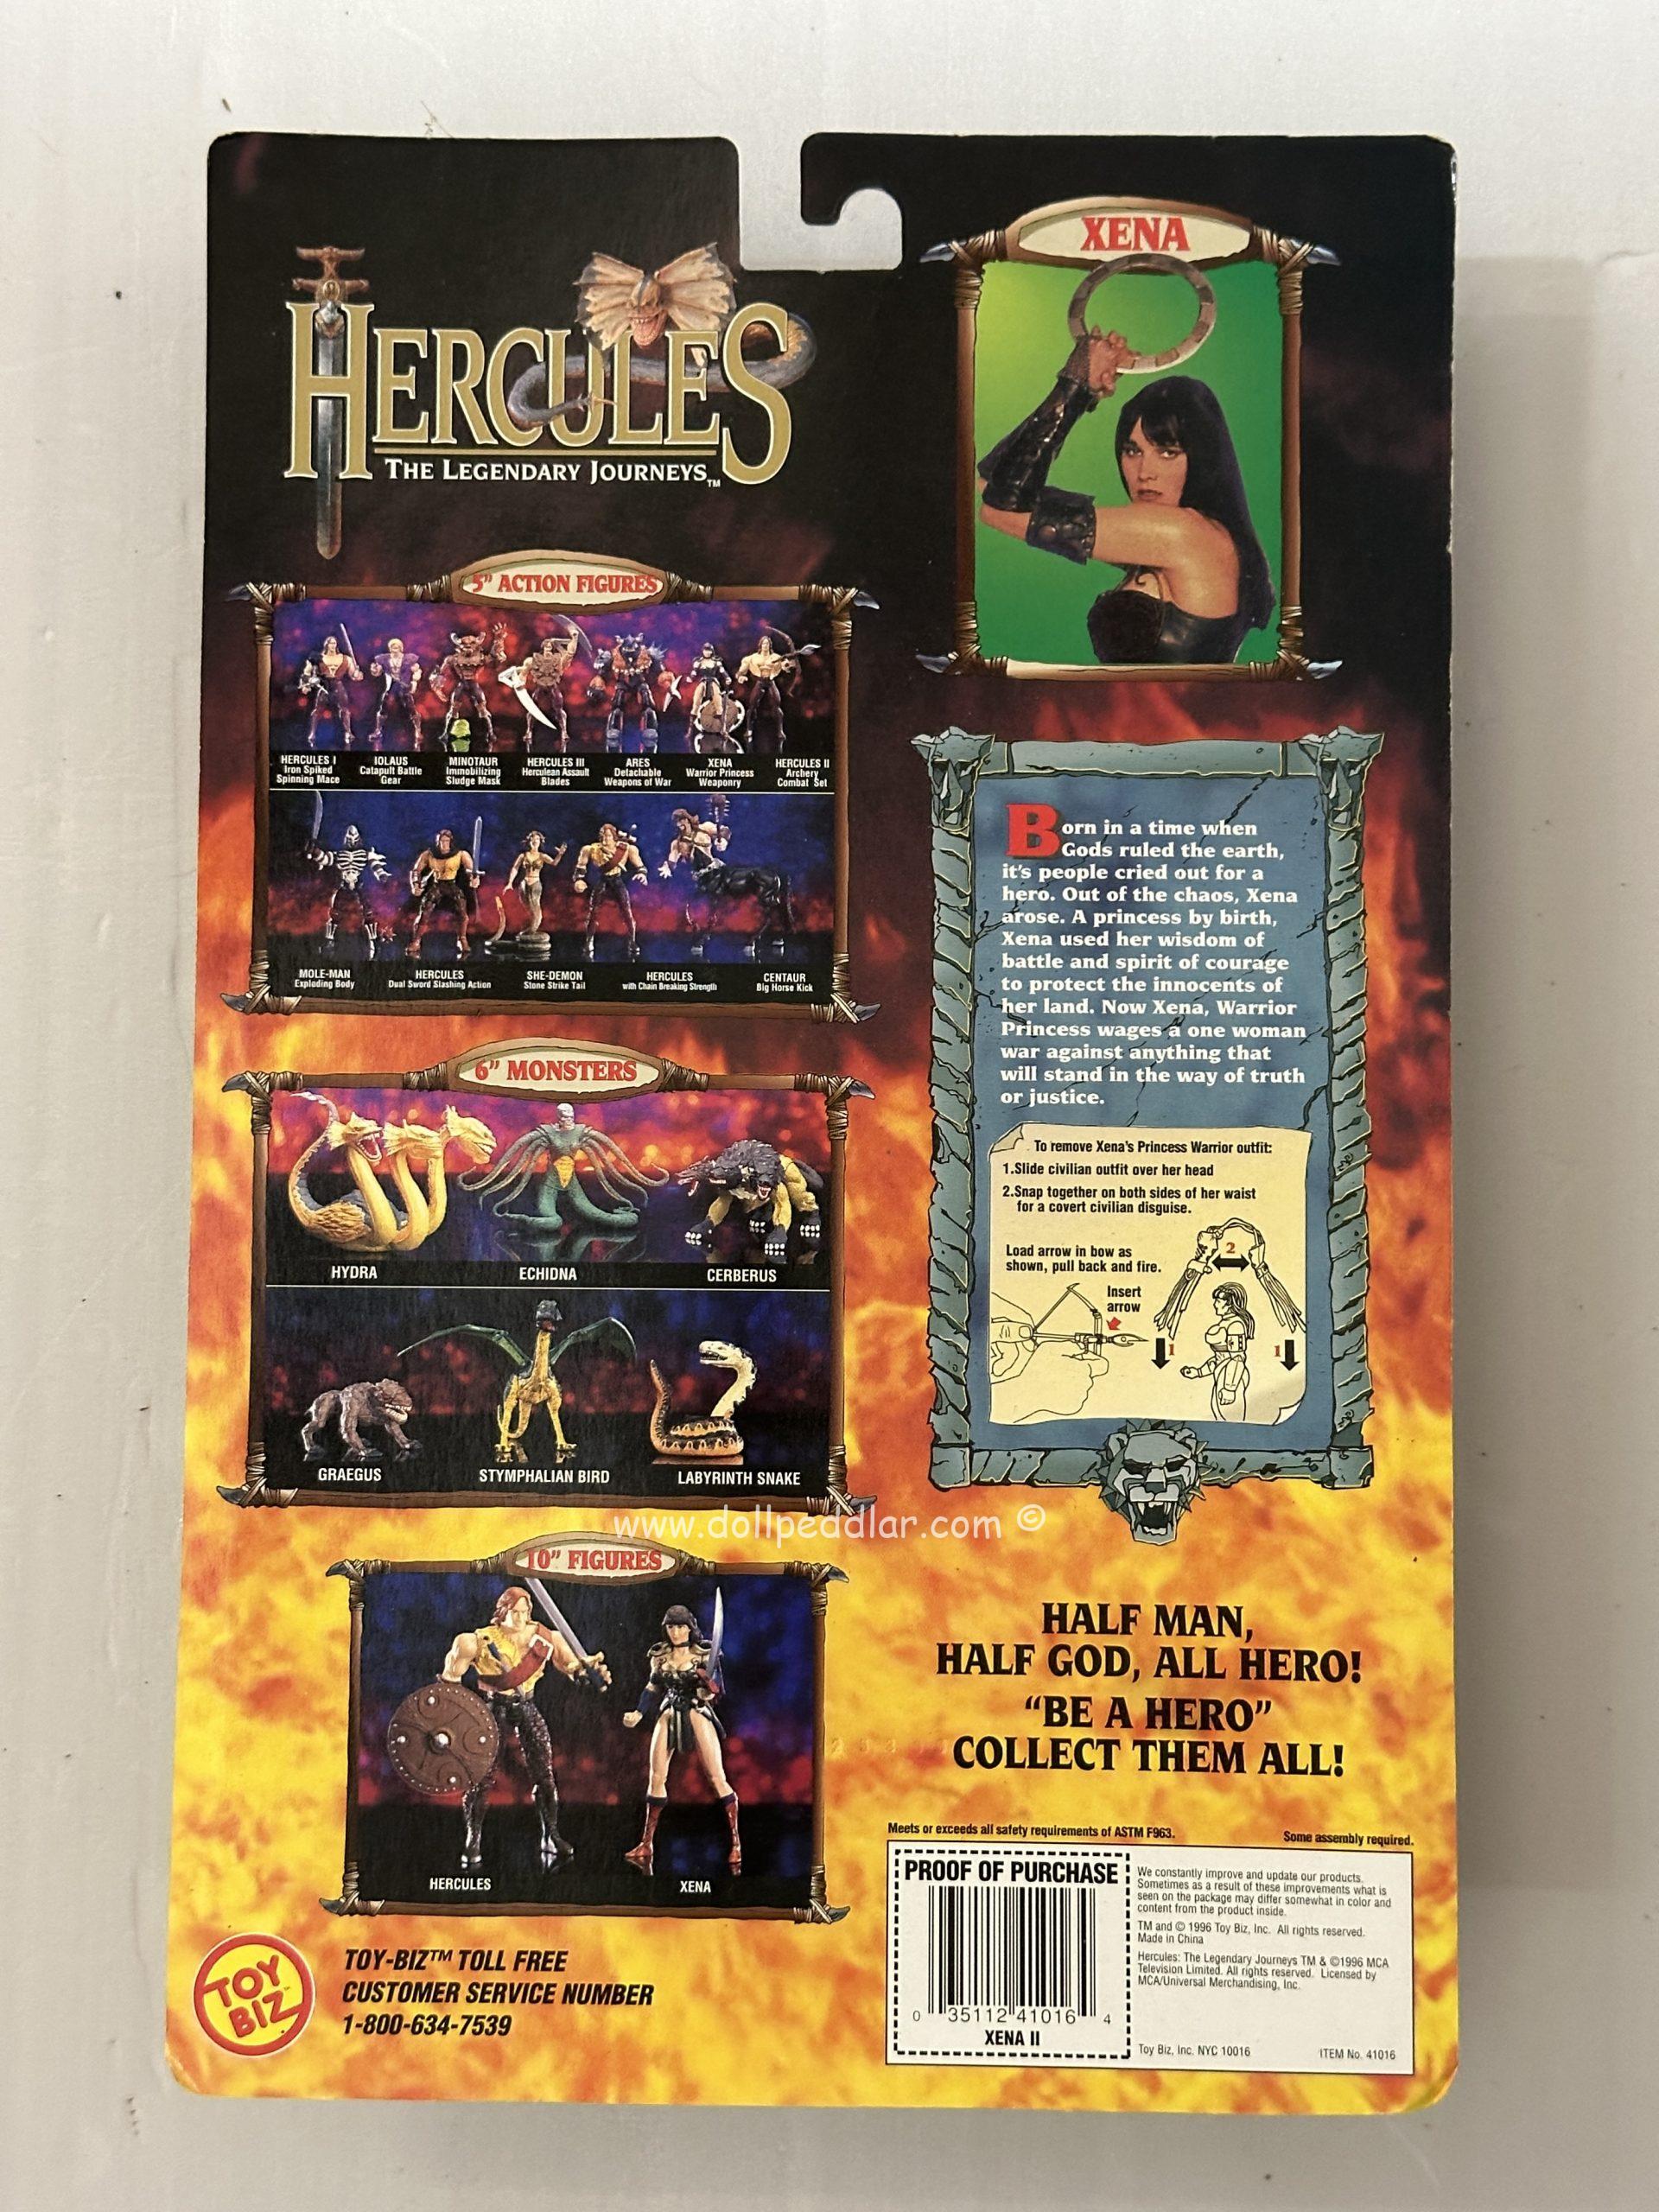 XENA
HERCULES
THE LEGENDARY JOURNEYS™
5" ACTION FIGURES
HERCULES I
Iron Spiked
Spinning Mace
IOLAUS
Catapult Battle
Gear
MINOTAUR
Immobilizing
Sludge Mask
HERCULES III
Herculean Assault
Blades
ARES
Detachable
Weapons of War
XENA
Warrior Princess
Weaponry
HERCULES II
Archery
Combat Set
MOLE-MAN
Exploding Body
HERCULES
Dual Sword Slashing Action
SHE-DEMON
Stone Strike Tail
HERCULES
with Chain Breaking Strength
CENTAUR
Big Horse Kick
6" MONSTERS
HYDRA
ECHIDNA
CERBERUS
GRAEGUS
STYMPHALIAN BIRD
LABYRINTH SNAKE
10" FIGURES
HERCULES
XENA
TOY BIZ™
TOY-BIZ™ TOLL FREE
CUSTOMER SERVICE NUMBER
1-800-634-7539
Born in a time when
Gods ruled the earth,
it's people cried out for a
hero. Out of the chaos, Xena
arose. A princess by birth,
Xena used her wisdom of
battle and spirit of courage
to protect the innocents of
her land. Now Xena, Warrior
Princess wages a one woman
war against anything that
will stand in the way of truth
or justice.
To remove Xena's Princess Warrior outfit:
1.Slide civilian outfit over her head
2.Snap together on both sides of her waist
for a covert civilian disguise.
Load arrow in bow as
shown, pull back and fire.
Insert
arrow
2
1
1
www.dollpeddlar.com ©
HALF MAN,
HALF GOD, ALL HERO!
"BE A HERO"
COLLECT THEM ALL!
Meets or exceeds all safety requirements of ASTM F963.
Some assembly required.
PROOF OF PURCHASE
0 35112 41016 4
XENA II
We constantly improve and update our products.
Sometimes as a result of these improvements what is
seen on the package may differ somewhat in color and
content from the product inside.
TM and © 1996 Toy Biz, Inc. All rights reserved.
Made in China
Hercules: The Legendary Journeys TM & ©1996 MCA
Television Limited. All rights reserved. Licensed by
MCA/Universal Merchandising, Inc.
Toy Biz, Inc. NYC 10016
ITEM No. 41016